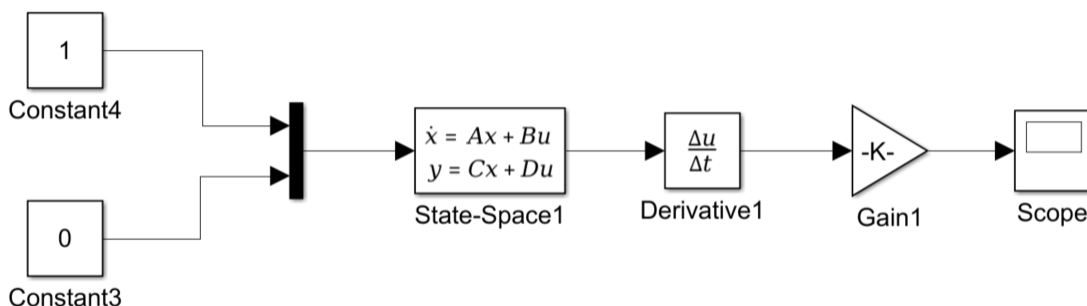 1
Constant4
ẋ = Ax + Bu
y = Cx + Du
State-Space1
Δu
Δt
Derivative1
-K-
Gain1
Scope
0
Constant3